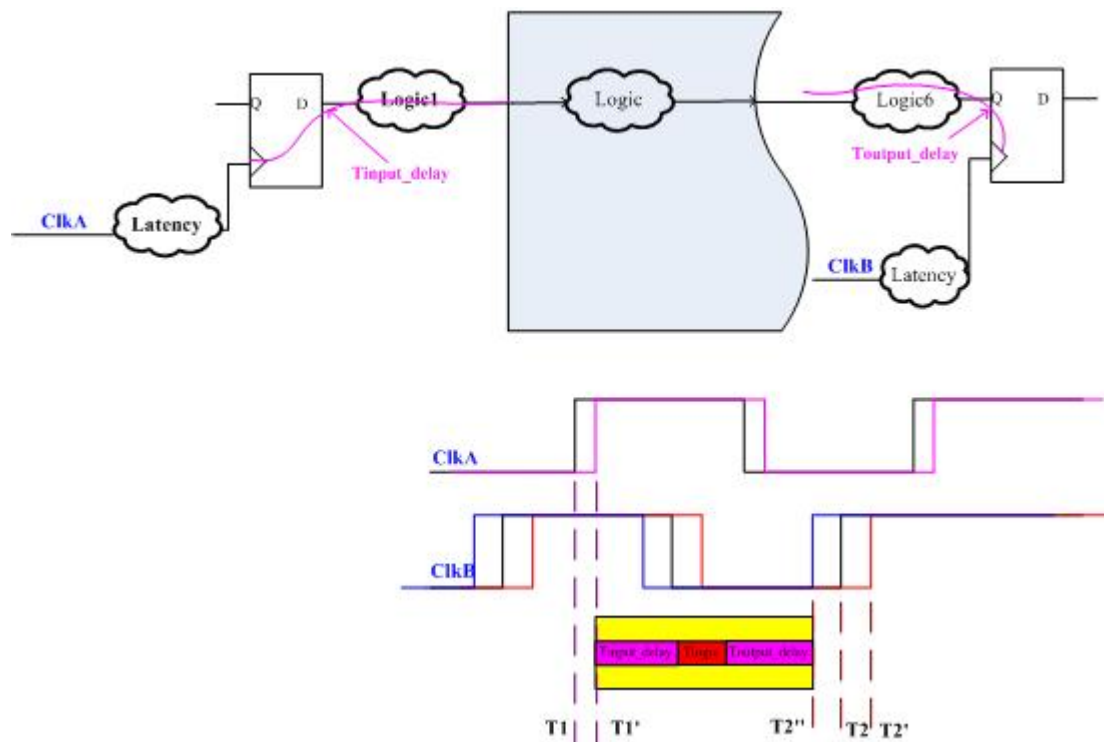 Q D
Logic1
Logic
Logic6
Q D
Tinput_delay
Toutput_delay
ClkA
Latency
ClkB
Latency
ClkA
ClkB
Tinput_delay
Tlogic
Toutput_delay
T1
T1'
T2"
T2
T2'